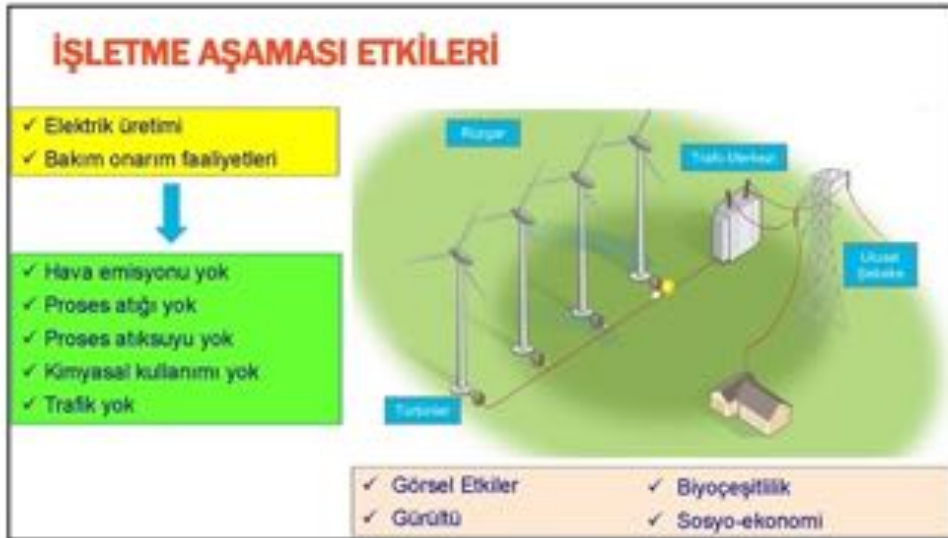 İŞLETME AŞAMASI ETKİLERİ
✓ Elektrik üretimi
✓ Bakım onarım faaliyetleri
✓ Hava emisyonu yok
✓ Proses atığı yok
✓ Proses atıksuyu yok
✓ Kimyasal kullanımı yok
✓ Trafik yok
Rüzgar
Trafo Merkezi
Ulusal
Şebeke
Türbinler
✓ Görsel Etkiler
✓ Gürültü
✓ Biyoçeşitlilik
✓ Sosyo-ekonomi